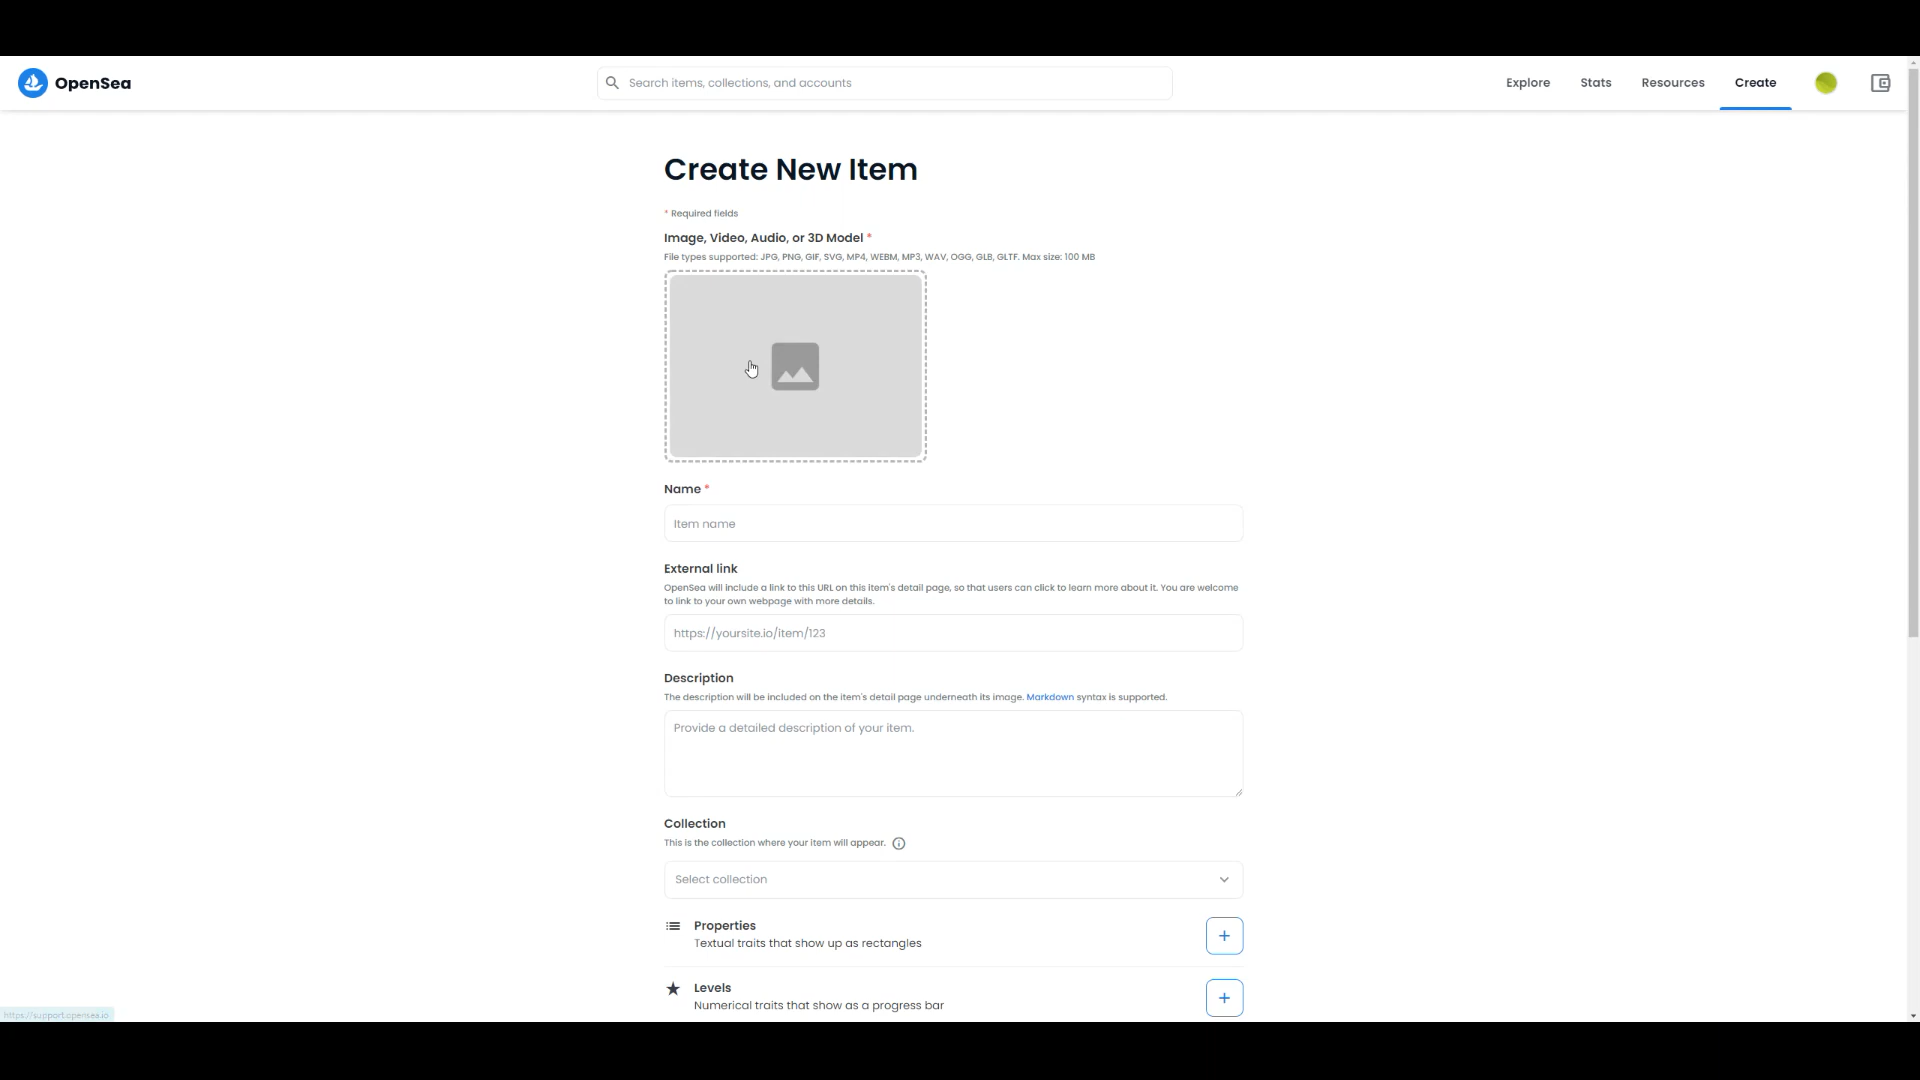 OpenSea
Search items, collections, and accounts
Explore
Stats
Resources
Create
Create New Item
* Required fields
Image, Video, Audio, or 3D Model *
File types supported: JPG, PNG, GIF, SVG, MP4, WEBM, MP3, WAV, OGG, GLB, GLTF. Max size: 100 MB
Name *
Item name
External link
OpenSea will include a link to this URL on this item's detail page, so that users can click to learn more about it. You are welcome
to link to your own webpage with more details.
https://yoursite.io/item/123
Description
The description will be included on the item's detail page underneath its image. Markdown syntax is supported.
Provide a detailed description of your item.
Collection
This is the collection where your item will appear.
Select collection
Properties
Textual traits that show up as rectangles
Levels
Numerical traits that show as a progress bar
https://support.opensea.io